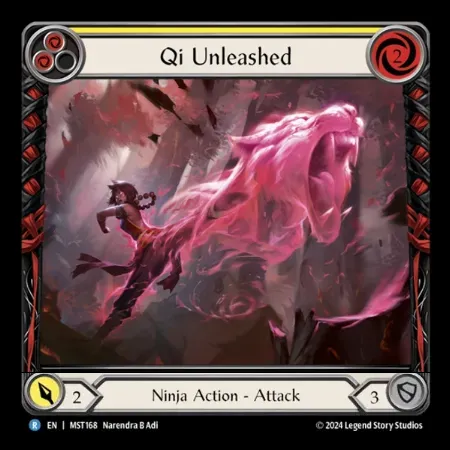 Qi Unleashed
2
2
Ninja Action - Attack
3
R EN | MST168 Narendra B Adi
© 2024 Legend Story Studios